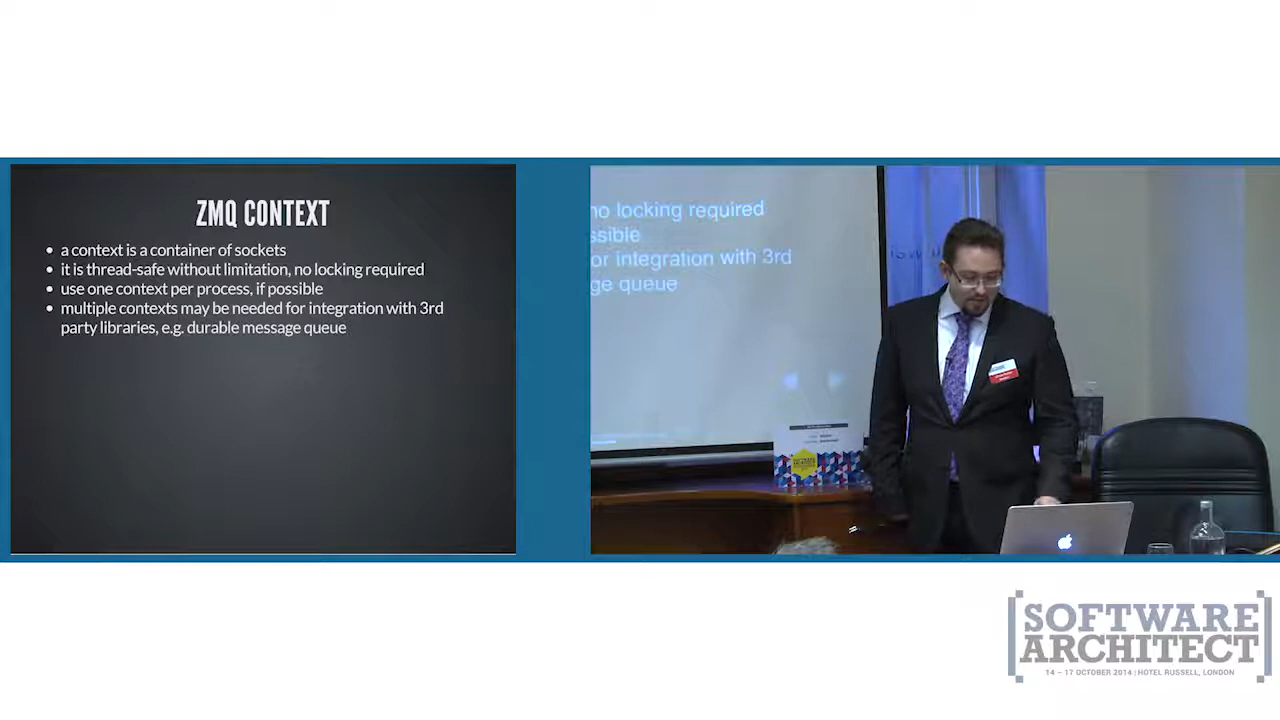 ZMQ CONTEXT
a context is a container of sockets
it is thread-safe without limitation, no locking required
use one context per process, if possible
multiple contexts may be needed for integration with 3rd
party libraries, e.g. durable message queue
no locking required
ssible
or integration with 3rd
ge queue
SOFTWARE
ARCHITECT
[SOFTWARE
ARCHITECT]
14 – 17 OCTOBER 2014 | HOTEL RUSSELL, LONDON